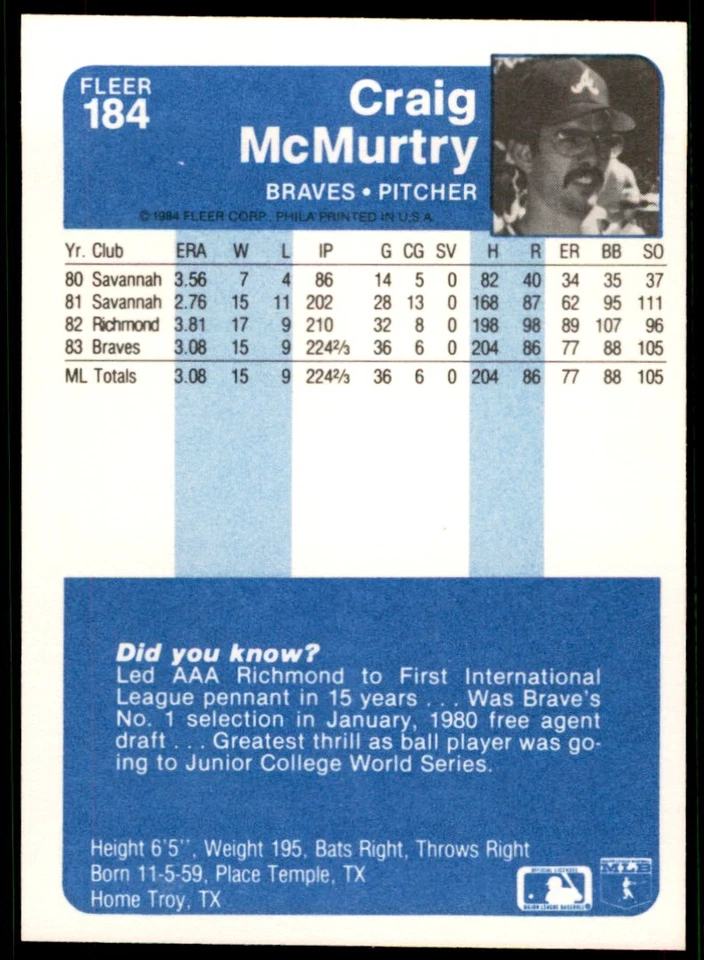 FLEER
184
Craig
McMurtry
BRAVES • PITCHER
© 1984 FLEER CORP., PHILA PRINTED IN U.S.A.
A
Yr. Club ERA W L IP G CG SV H R ER BB SO
80 Savannah 3.56 7 4 86 14 5 0 82 40 34 35 37
81 Savannah 2.76 15 11 202 28 13 0 168 87 62 95 111
82 Richmond 3.81 17 9 210 32 8 0 198 98 89 107 96
83 Braves 3.08 15 9 224²/₃ 36 6 0 204 86 77 88 105
ML Totals 3.08 15 9 224²/₃ 36 6 0 204 86 77 88 105
Did you know?
Led AAA Richmond to First International
League pennant in 15 years . . . Was Brave's
No. 1 selection in January, 1980 free agent
draft . . . Greatest thrill as ball player was go-
ing to Junior College World Series.
Height 6'5'', Weight 195, Bats Right, Throws Right
Born 11-5-59, Place Temple, TX
Home Troy, TX
OFFICIAL LICENSEE
MAJOR LEAGUE BASEBALL
MLB